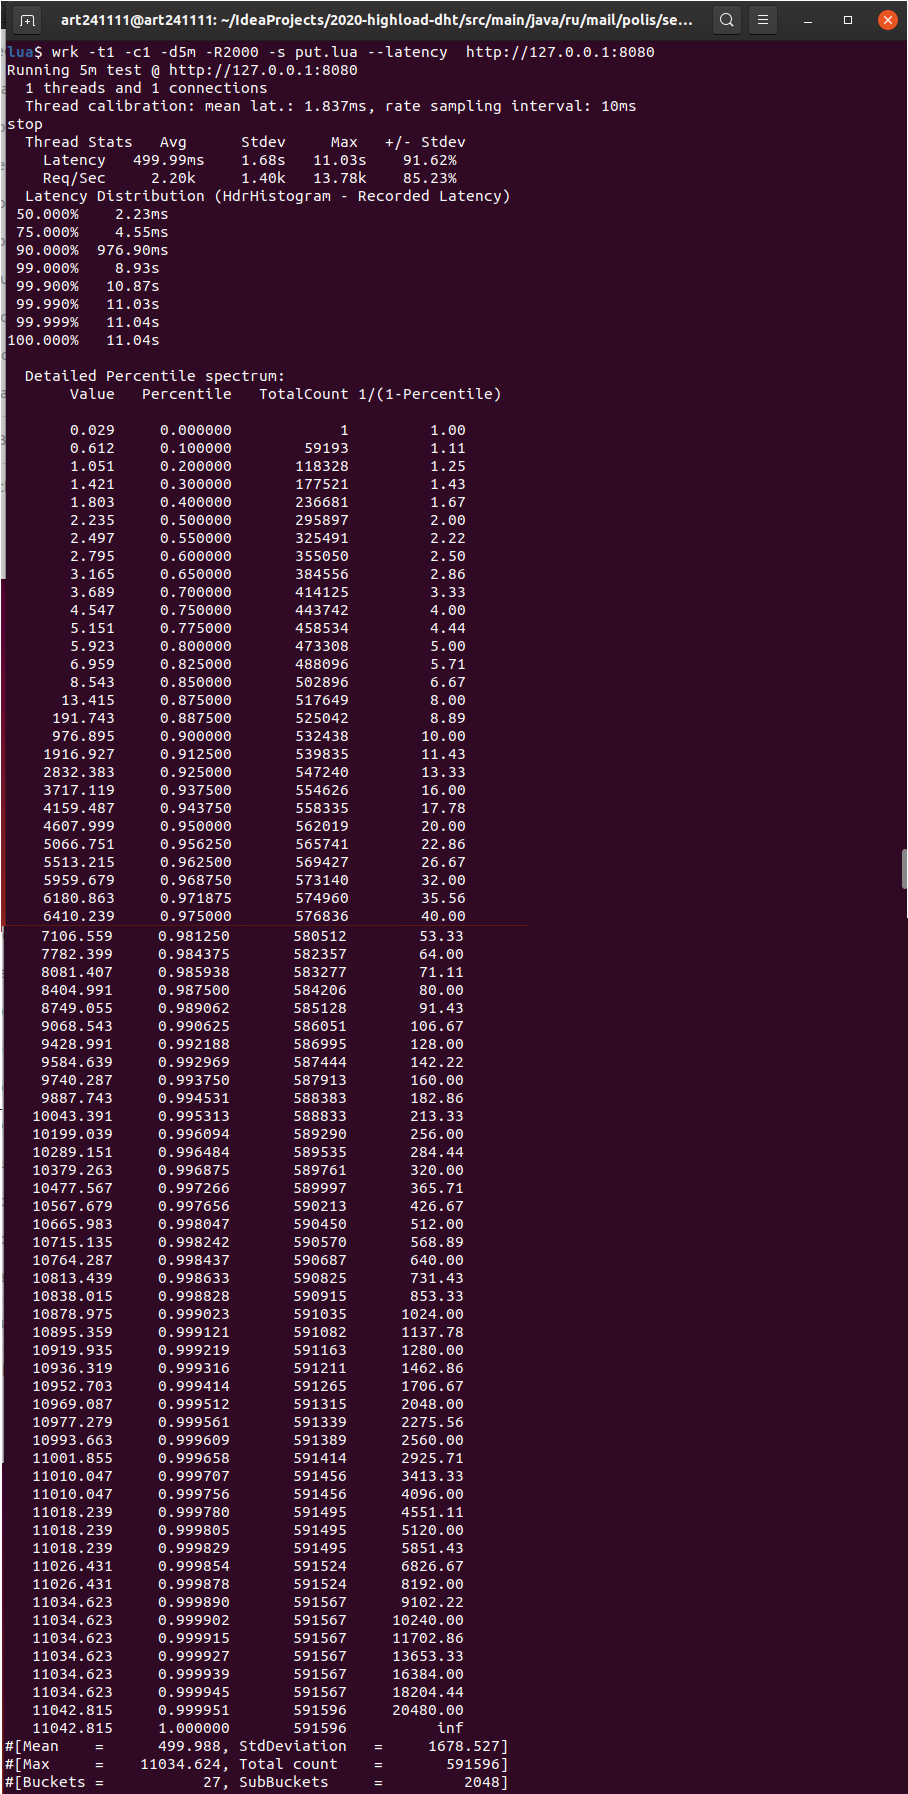 art241111@art241111: ~/IdeaProjects/2020-highload-dht/src/main/java/ru/mail/polis/se...
lua$ wrk -t1 -c1 -d5m -R2000 -s put.lua --latency  http://127.0.0.1:8080
Running 5m test @ http://127.0.0.1:8080
  1 threads and 1 connections
  Thread calibration: mean lat.: 1.837ms, rate sampling interval: 10ms
stop
  Thread Stats   Avg      Stdev     Max   +/- Stdev
    Latency   499.99ms    1.68s   11.03s    91.62%
    Req/Sec     2.20k     1.40k   13.78k    85.23%
  Latency Distribution (HdrHistogram - Recorded Latency)
 50.000%    2.23ms
 75.000%    4.55ms
 90.000%  976.90ms
 99.000%    8.93s
 99.900%   10.87s
 99.990%   11.03s
 99.999%   11.04s
100.000%   11.04s
  Detailed Percentile spectrum:
       Value   Percentile   TotalCount 1/(1-Percentile)
       0.029     0.000000            1         1.00
       0.612     0.100000        59193         1.11
       1.051     0.200000       118328         1.25
       1.421     0.300000       177521         1.43
       1.803     0.400000       236681         1.67
       2.235     0.500000       295897         2.00
       2.497     0.550000       325491         2.22
       2.795     0.600000       355050         2.50
       3.165     0.650000       384556         2.86
       3.689     0.700000       414125         3.33
       4.547     0.750000       443742         4.00
       5.151     0.775000       458534         4.44
       5.923     0.800000       473308         5.00
       6.959     0.825000       488096         5.71
       8.543     0.850000       502896         6.67
      13.415     0.875000       517649         8.00
     191.743     0.887500       525042         8.89
     976.895     0.900000       532438        10.00
    1916.927     0.912500       539835        11.43
    2832.383     0.925000       547240        13.33
    3717.119     0.937500       554626        16.00
    4159.487     0.943750       558335        17.78
    4607.999     0.950000       562019        20.00
    5066.751     0.956250       565741        22.86
    5513.215     0.962500       569427        26.67
    5959.679     0.968750       573140        32.00
    6180.863     0.971875       574960        35.56
    6410.239     0.975000       576836        40.00
    7106.559     0.981250       580512        53.33
    7782.399     0.984375       582357        64.00
    8081.407     0.985938       583277        71.11
    8404.991     0.987500       584206        80.00
    8749.055     0.989062       585128        91.43
    9068.543     0.990625       586051       106.67
    9428.991     0.992188       586995       128.00
    9584.639     0.992969       587444       142.22
    9740.287     0.993750       587913       160.00
    9887.743     0.994531       588383       182.86
   10043.391     0.995313       588833       213.33
   10199.039     0.996094       589290       256.00
   10289.151     0.996484       589535       284.44
   10379.263     0.996875       589761       320.00
   10477.567     0.997266       589997       365.71
   10567.679     0.997656       590213       426.67
   10665.983     0.998047       590450       512.00
   10715.135     0.998242       590570       568.89
   10764.287     0.998437       590687       640.00
   10813.439     0.998633       590825       731.43
   10838.015     0.998828       590915       853.33
   10878.975     0.999023       591035      1024.00
   10895.359     0.999121       591082      1137.78
   10919.935     0.999219       591163      1280.00
   10936.319     0.999316       591211      1462.86
   10952.703     0.999414       591265      1706.67
   10969.087     0.999512       591315      2048.00
   10977.279     0.999561       591339      2275.56
   10993.663     0.999609       591389      2560.00
   11001.855     0.999658       591414      2925.71
   11010.047     0.999707       591456      3413.33
   11010.047     0.999756       591456      4096.00
   11018.239     0.999780       591495      4551.11
   11018.239     0.999805       591495      5120.00
   11018.239     0.999829       591495      5851.43
   11026.431     0.999854       591524      6826.67
   11026.431     0.999878       591524      8192.00
   11034.623     0.999890       591567      9102.22
   11034.623     0.999902       591567     10240.00
   11034.623     0.999915       591567     11702.86
   11034.623     0.999927       591567     13653.33
   11034.623     0.999939       591567     16384.00
   11034.623     0.999945       591567     18204.44
   11042.815     0.999951       591596     20480.00
   11042.815     1.000000       591596          inf
#[Mean    =      499.988, StdDeviation   =     1678.527]
#[Max     =    11034.624, Total count    =       591596]
#[Buckets =           27, SubBuckets     =         2048]